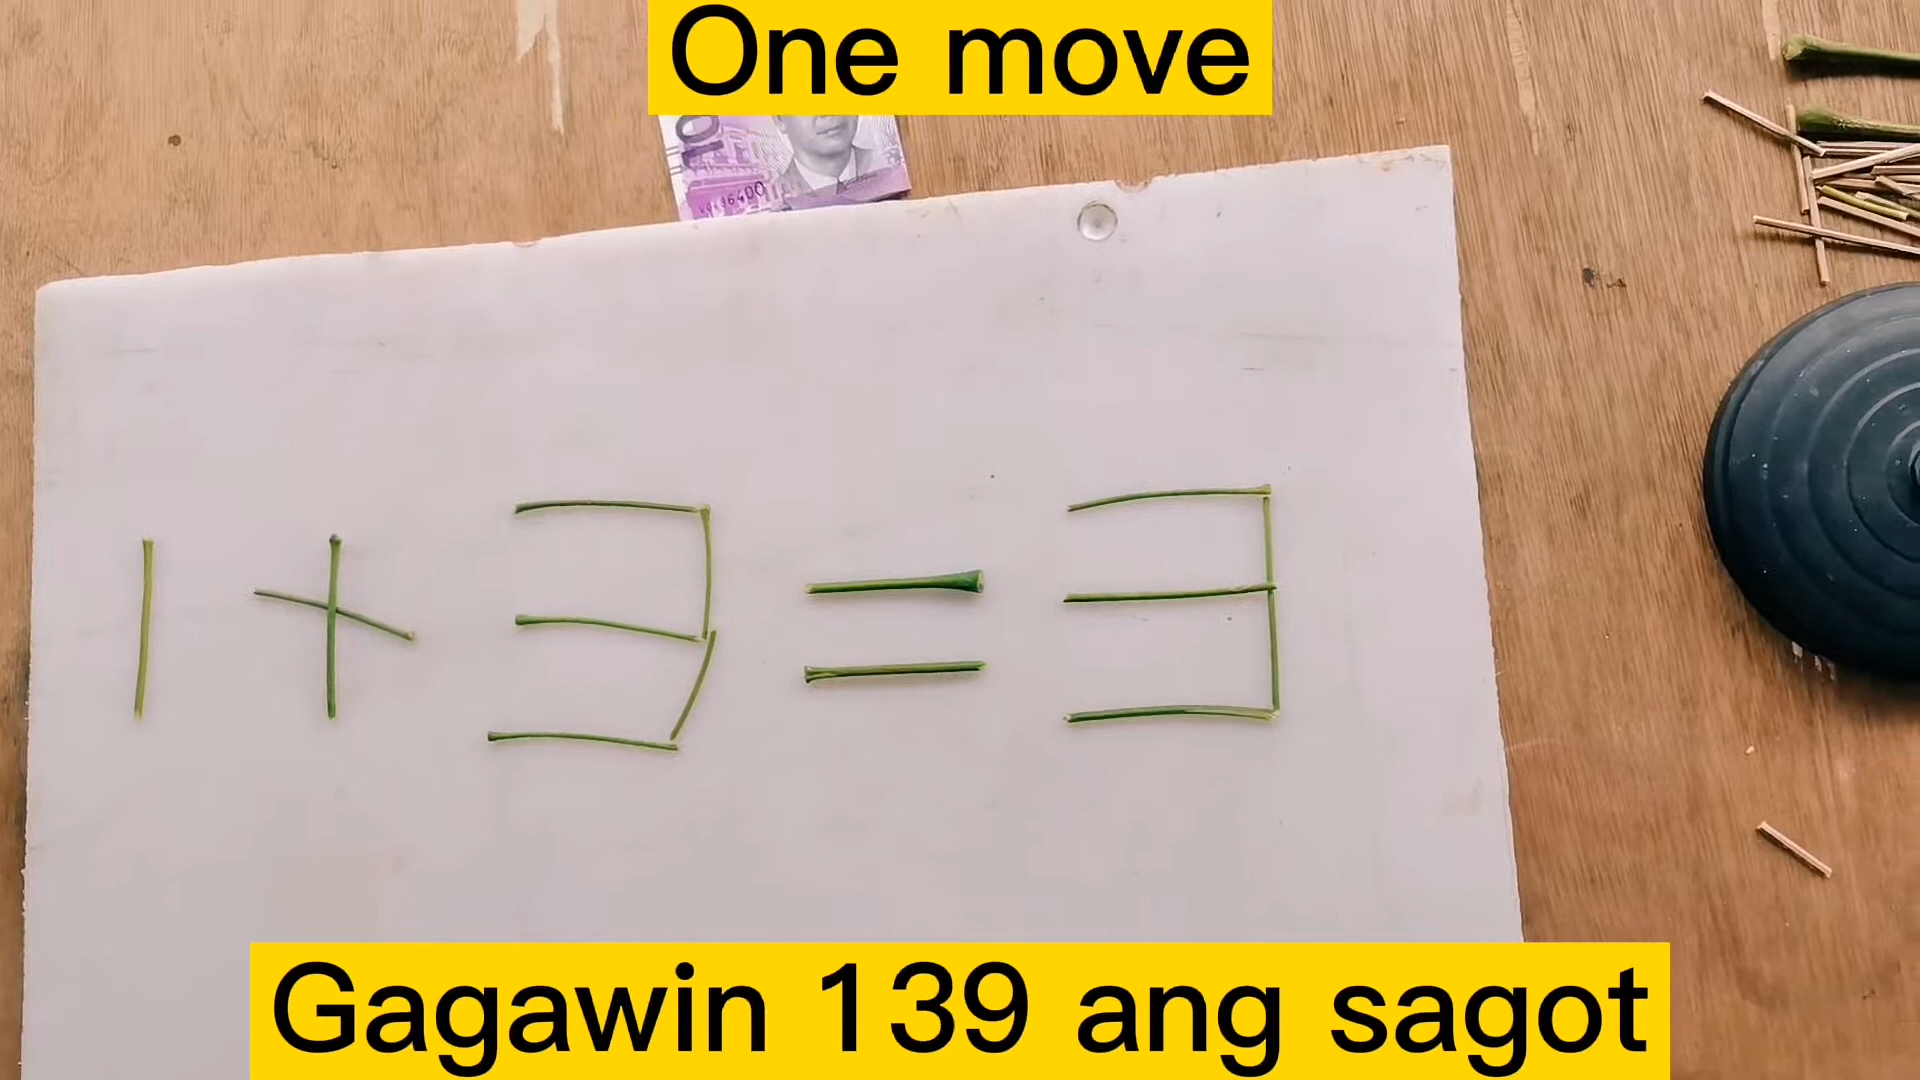 One move
1 + 3 = 3
Gagawin 139 ang sagot